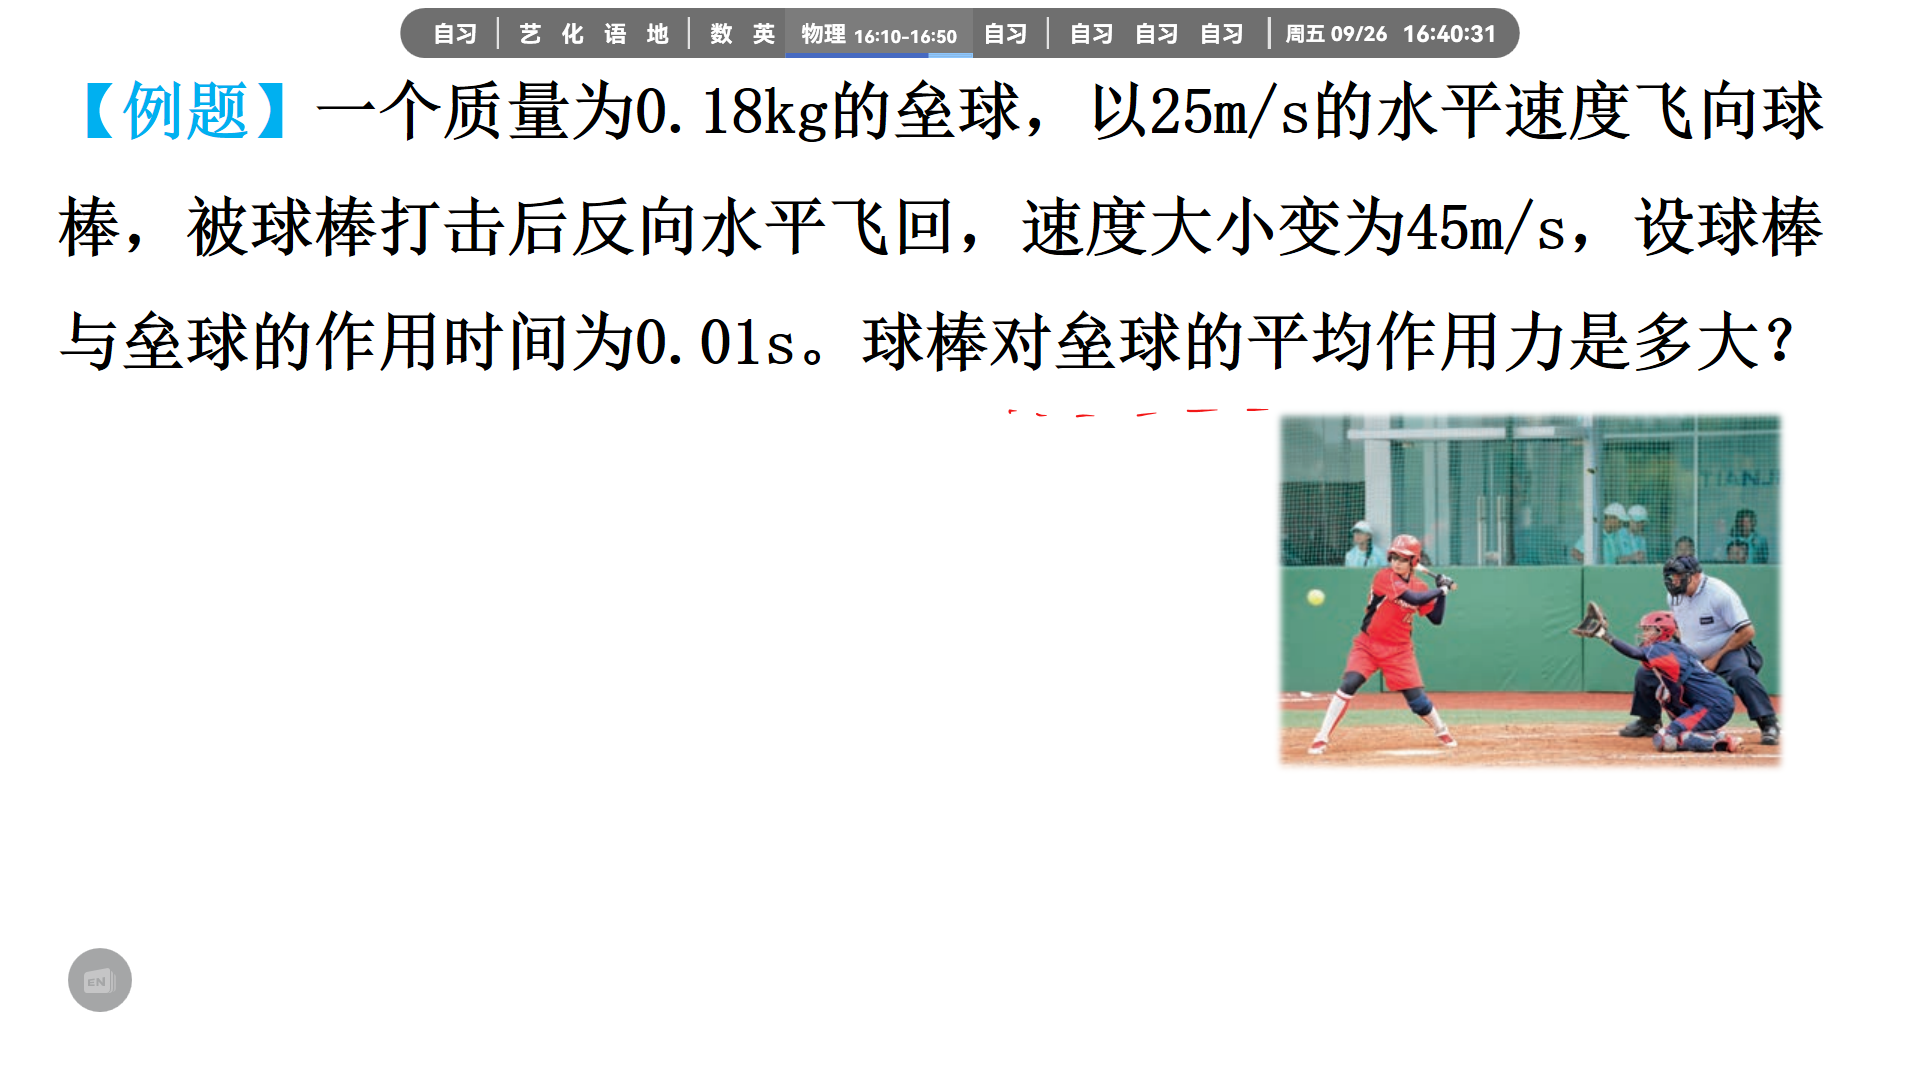 自习 艺 化 语 地 数 英 物理 16:10-16:50 自习 自习 自习 自习 周五 09/26 16:40:31
【例题】一个质量为0.18kg的垒球，以25m/s的水平速度飞向球
棒，被球棒打击后反向水平飞回，速度大小变为45m/s，设球棒
与垒球的作用时间为0.01s。球棒对垒球的平均作用力是多大？
EN